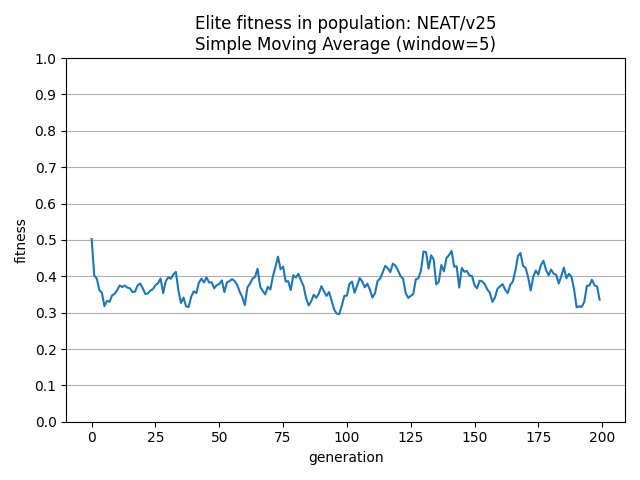 Elite fitness in population: NEAT/v25
Simple Moving Average (window=5)
1.0
0.9
0.8
0.7
0.6
0.5
0.4
0.3
0.2
0.1
0.0
fitness
0 25 50 75 100 125 150 175 200
generation